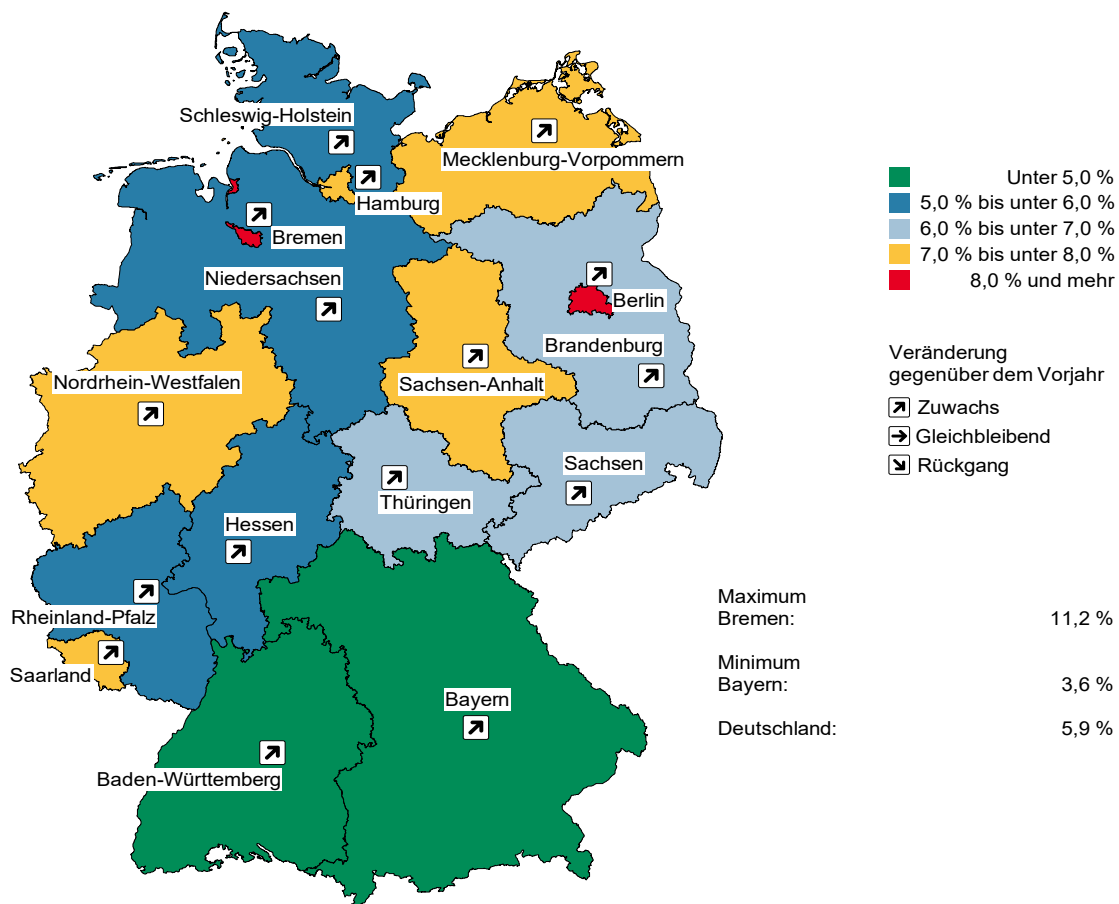 Schleswig-Holstein
Mecklenburg-Vorpommern
Hamburg
Bremen
Niedersachsen
Berlin
Brandenburg
Nordrhein-Westfalen
Sachsen-Anhalt
Sachsen
Thüringen
Hessen
Rheinland-Pfalz
Saarland
Bayern
Baden-Württemberg
Unter 5,0 %
5,0 % bis unter 6,0 %
6,0 % bis unter 7,0 %
7,0 % bis unter 8,0 %
8,0 % und mehr
Veränderung
gegenüber dem Vorjahr
Zuwachs
Gleichbleibend
Rückgang
Maximum
Bremen: 11,2 %
Minimum
Bayern: 3,6 %
Deutschland: 5,9 %